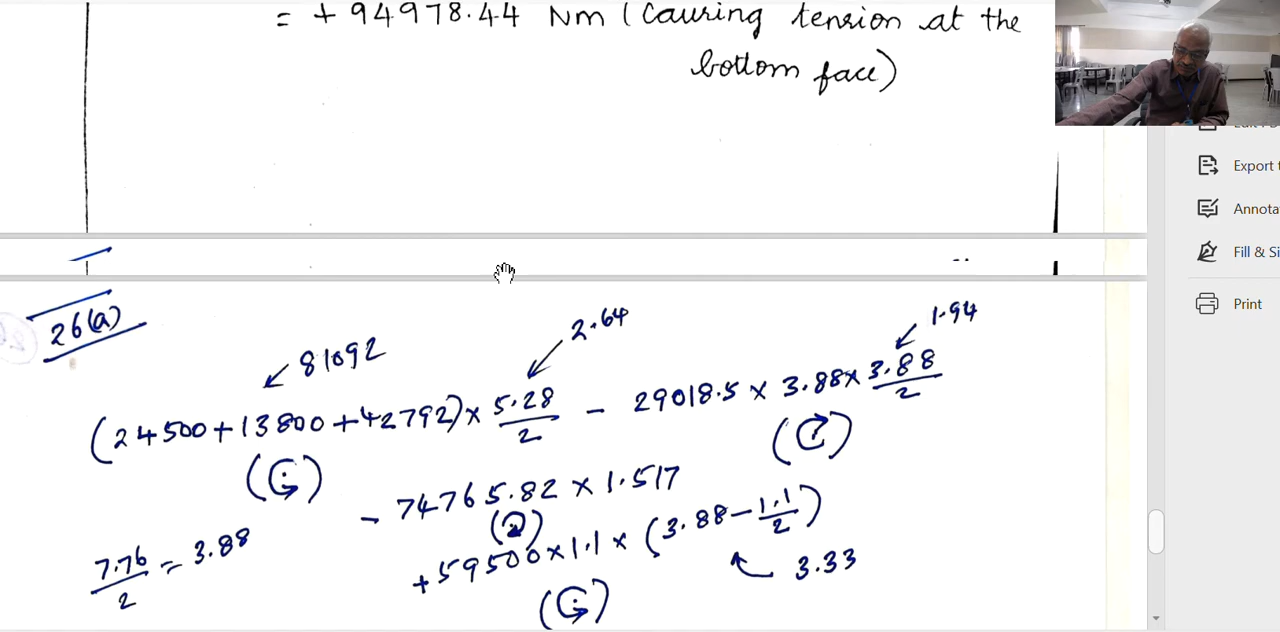 = + 94978.44 Nm (Causing tension at the
bottom face)
Export t
Annota
Fill & Si
Print
26(a)
81092
2.64
1.94
(24500+13800+42792) × 5.28/2 − 29018.5 × 3.88 × 3.88/2
− 74765.82 × 1.517
7.76/2 = 3.88
+59500×1.1× (3.88 − 1.1/2)
3.33